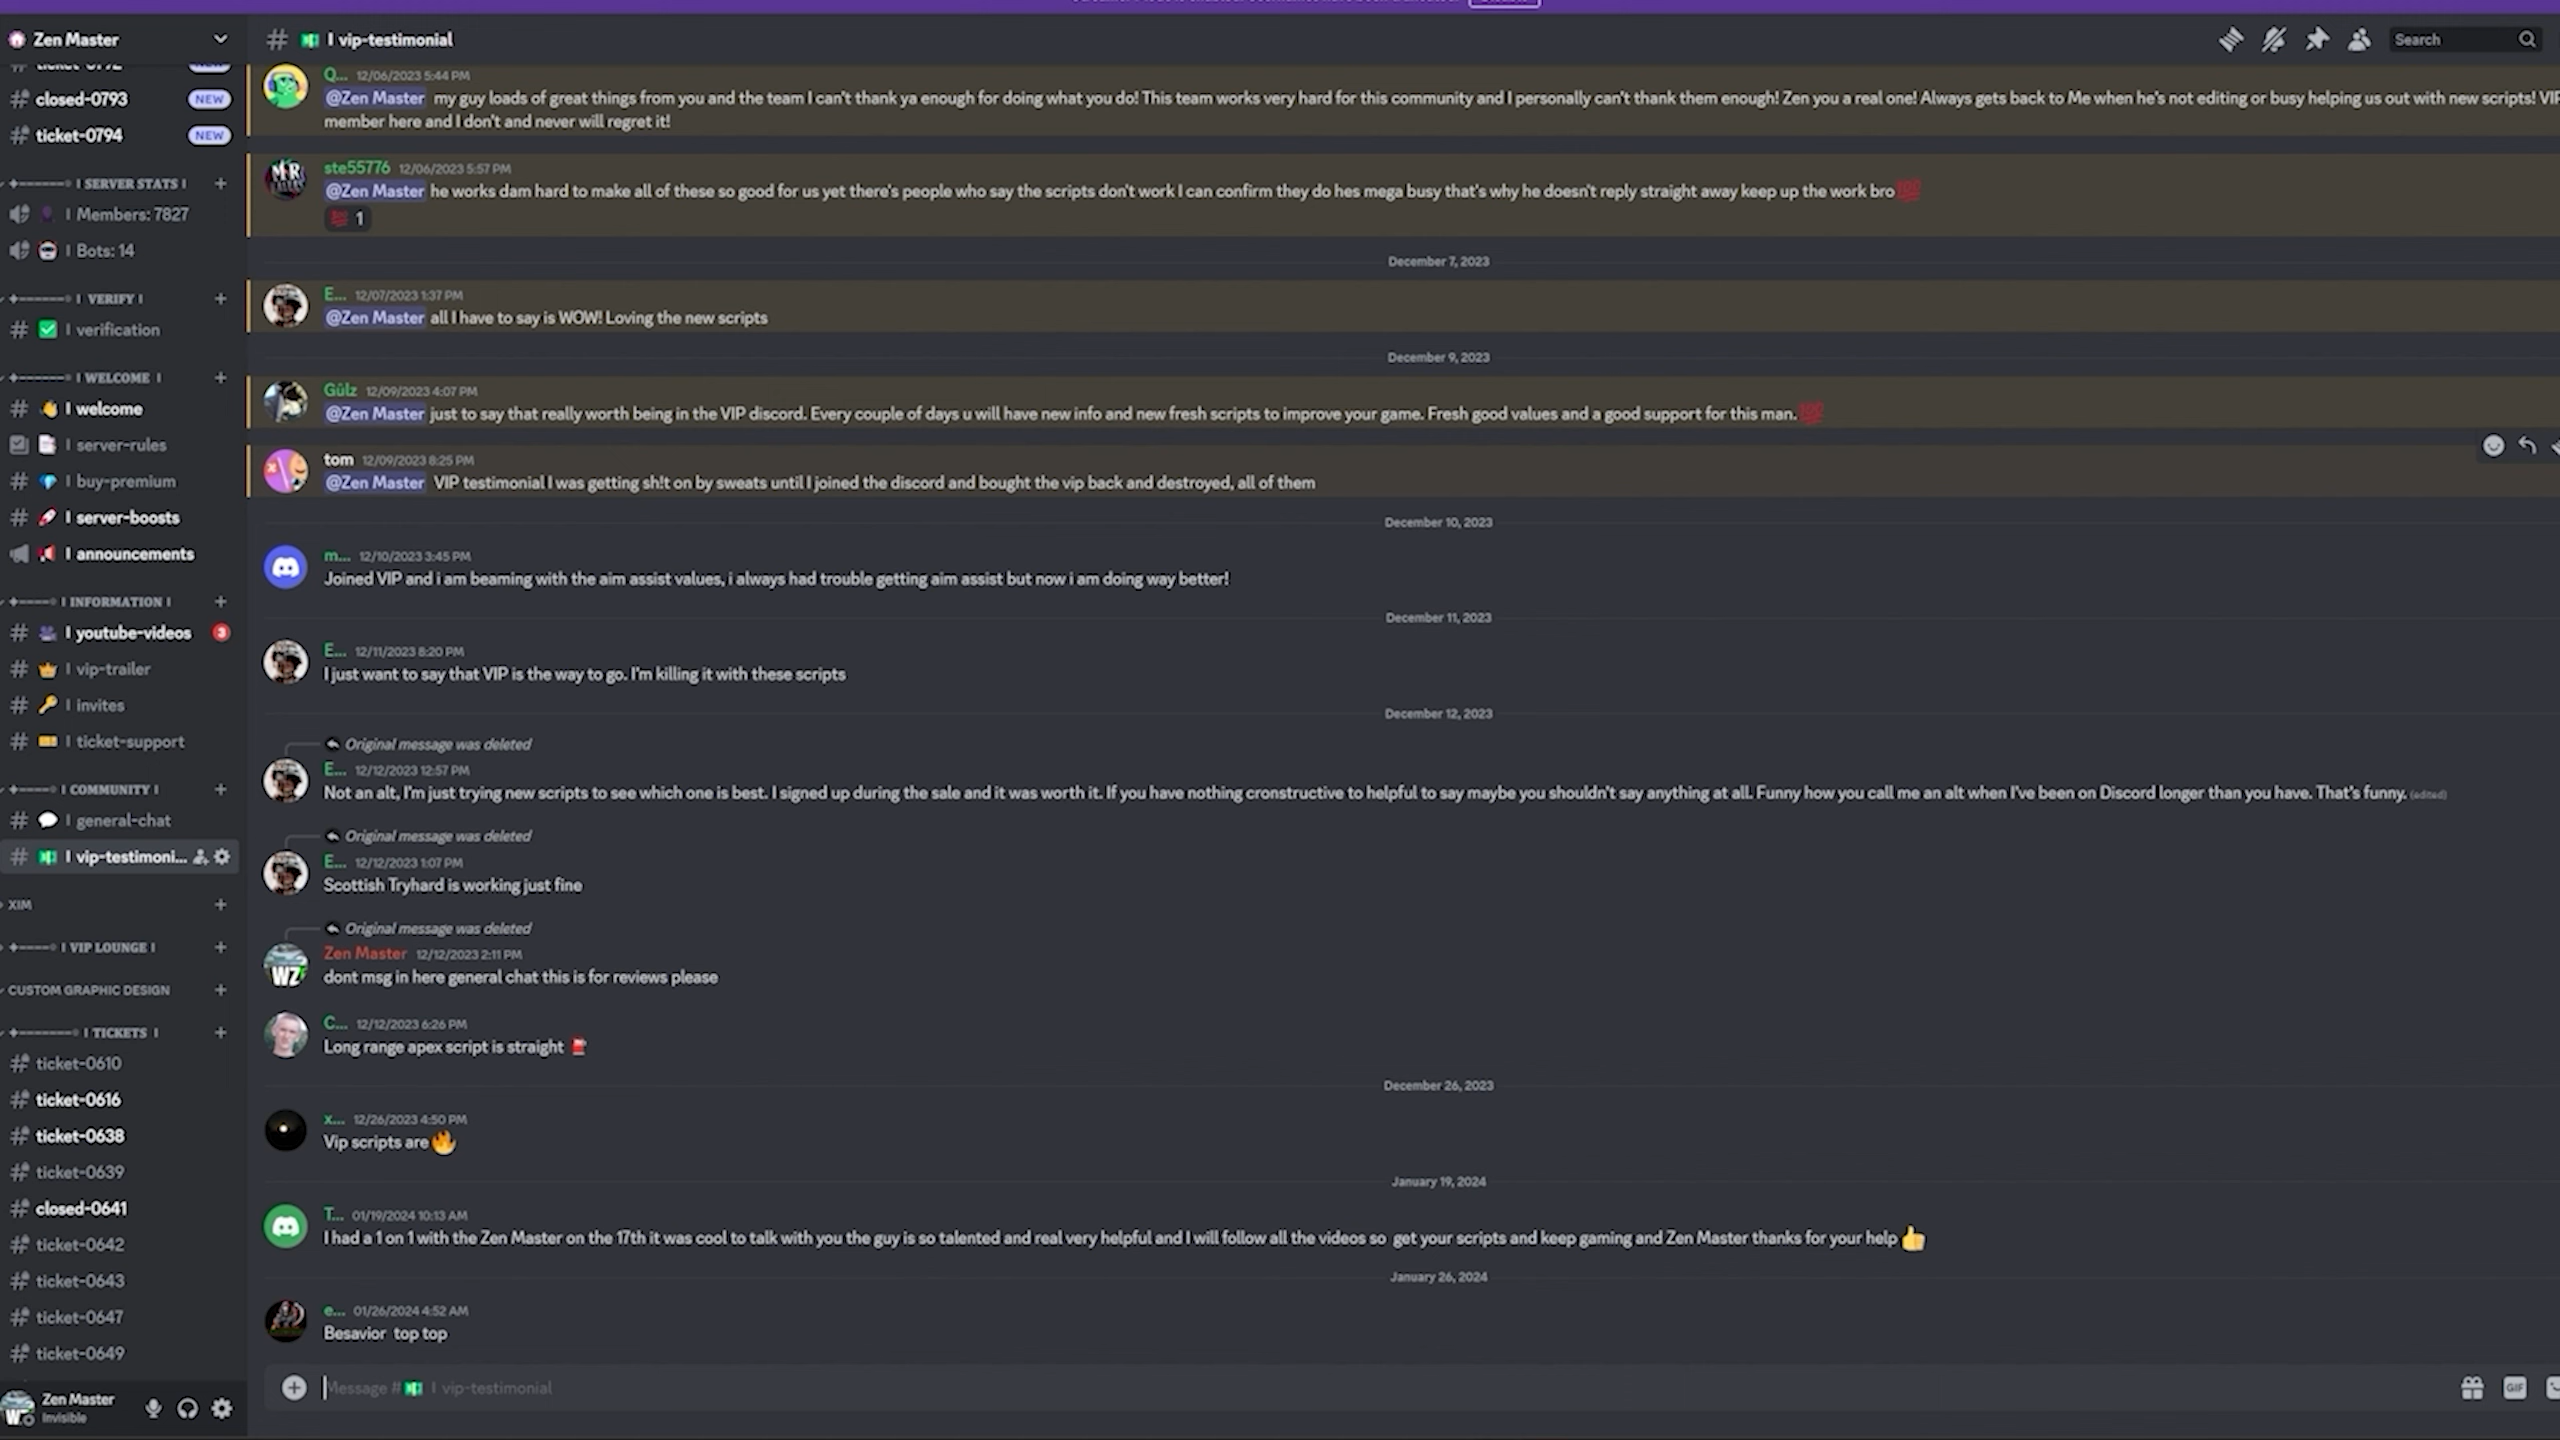 Zen Master
closed-0793 NEW
ticket-0794 NEW
I SERVER STATS I
I Members: 7827
I Bots: 14
I VERIFY I
I verification
I WELCOME I
I welcome
I server-rules
I buy-premium
I server-boosts
I announcements
I INFORMATION I
I youtube-videos 3
I vip-trailer
I invites
I ticket-support
I COMMUNITY I
I general-chat
I vip-testimoni...
XIM
I VIP LOUNGE I
CUSTOM GRAPHIC DESIGN
I TICKETS I
ticket-0610
ticket-0616
ticket-0638
ticket-0639
closed-0641
ticket-0642
ticket-0643
ticket-0647
ticket-0649
Zen Master
Invisible
I vip-testimonial
Search
Q... 12/06/2023 5:44 PM
@Zen Master my guy loads of great things from you and the team I can't thank ya enough for doing what you do! This team works very hard for this community and I personally can't thank them enough! Zen you a real one! Always gets back to Me when he's not editing or busy helping us out with new scripts! VIP
member here and I don't and never will regret it!
ste55776 12/06/2023 5:57 PM
@Zen Master he works dam hard to make all of these so good for us yet there's people who say the scripts don't work I can confirm they do hes mega busy that's why he doesn't reply straight away keep up the work bro 💯
💯 1
December 7, 2023
E... 12/07/2023 1:37 PM
@Zen Master all I have to say is WOW! Loving the new scripts
December 9, 2023
Gûlz 12/09/2023 4:07 PM
@Zen Master just to say that really worth being in the VIP discord. Every couple of days u will have new info and new fresh scripts to improve your game. Fresh good values and a good support for this man. 💯
tom 12/09/2023 8:25 PM
@Zen Master VIP testimonial I was getting sh!t on by sweats until I joined the discord and bought the vip back and destroyed, all of them
December 10, 2023
m... 12/10/2023 3:45 PM
Joined VIP and i am beaming with the aim assist values, i always had trouble getting aim assist but now i am doing way better!
December 11, 2023
E... 12/11/2023 8:20 PM
I just want to say that VIP is the way to go. I'm killing it with these scripts
December 12, 2023
Original message was deleted
E... 12/12/2023 12:57 PM
Not an alt, I'm just trying new scripts to see which one is best. I signed up during the sale and it was worth it. If you have nothing cronstructive to helpful to say maybe you shouldn't say anything at all. Funny how you call me an alt when I've been on Discord longer than you have. That's funny. (edited)
Original message was deleted
E... 12/12/2023 1:07 PM
Scottish Tryhard is working just fine
Original message was deleted
Zen Master 12/12/2023 2:11 PM
dont msg in here general chat this is for reviews please
C... 12/12/2023 6:26 PM
Long range apex script is straight
December 26, 2023
x... 12/26/2023 4:50 PM
Vip scripts are 🔥
January 19, 2024
T... 01/19/2024 10:13 AM
I had a 1 on 1 with the Zen Master on the 17th it was cool to talk with you the guy is so talented and real very helpful and I will follow all the videos so get your scripts and keep gaming and Zen Master thanks for your help 👍
January 26, 2024
e... 01/26/2024 4:52 AM
Besavior top top
Message # I vip-testimonial
GIF